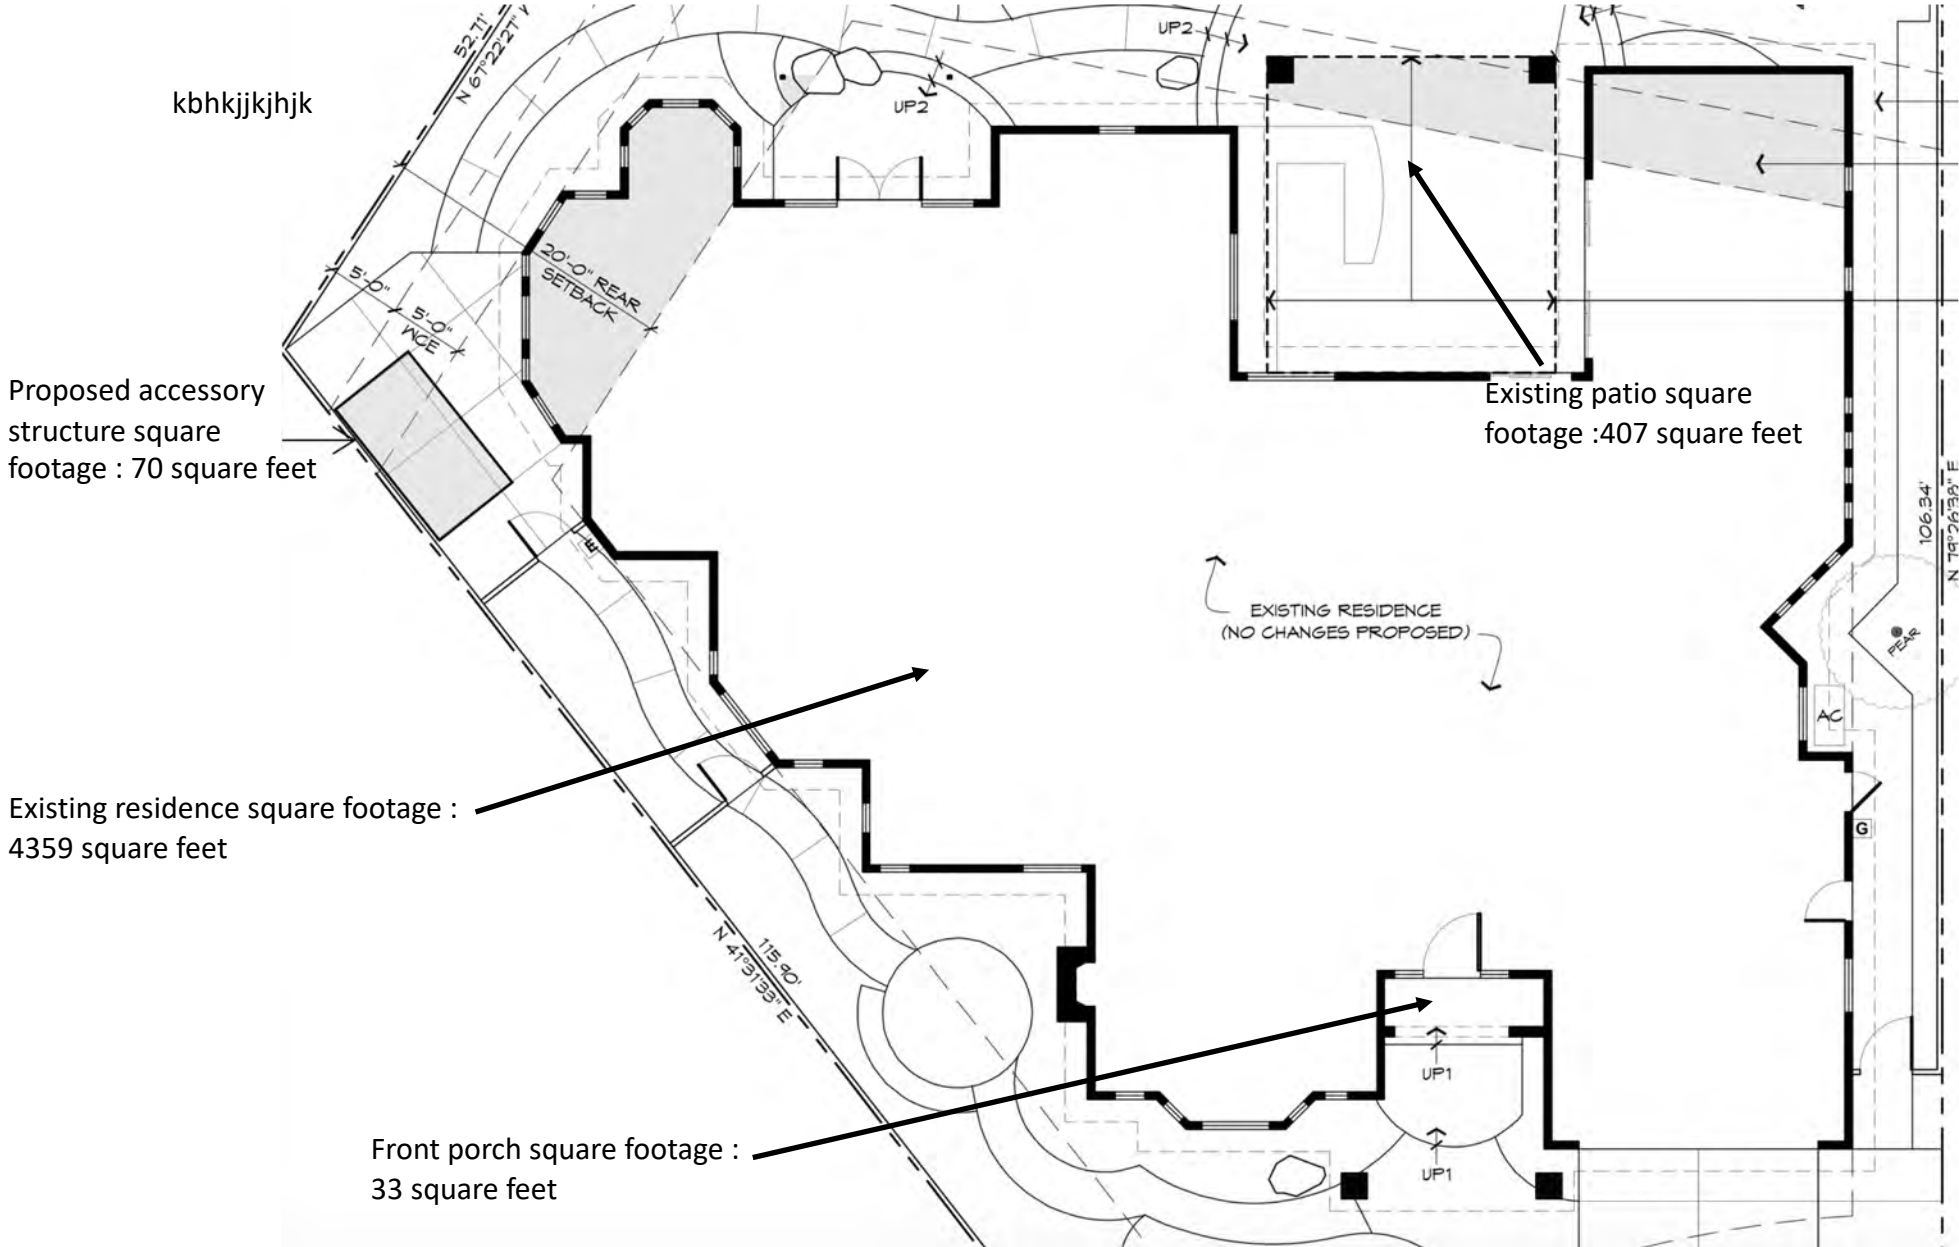 52.71'
N 67°22'27" W
UP2
kbhkjjkjhjk
UP2
20'-0" REAR
SETBACK
5'-0"
5'-0"
WCE
Proposed accessory
structure square
footage : 70 square feet
Existing patio square
footage :407 square feet
106.34'
N 79°26'38" E
E
EXISTING RESIDENCE
(NO CHANGES PROPOSED)
PEAR
AC
Existing residence square footage :
4359 square feet
G
115.90'
N 41°31'33" E
UP1
Front porch square footage :
33 square feet
UP1